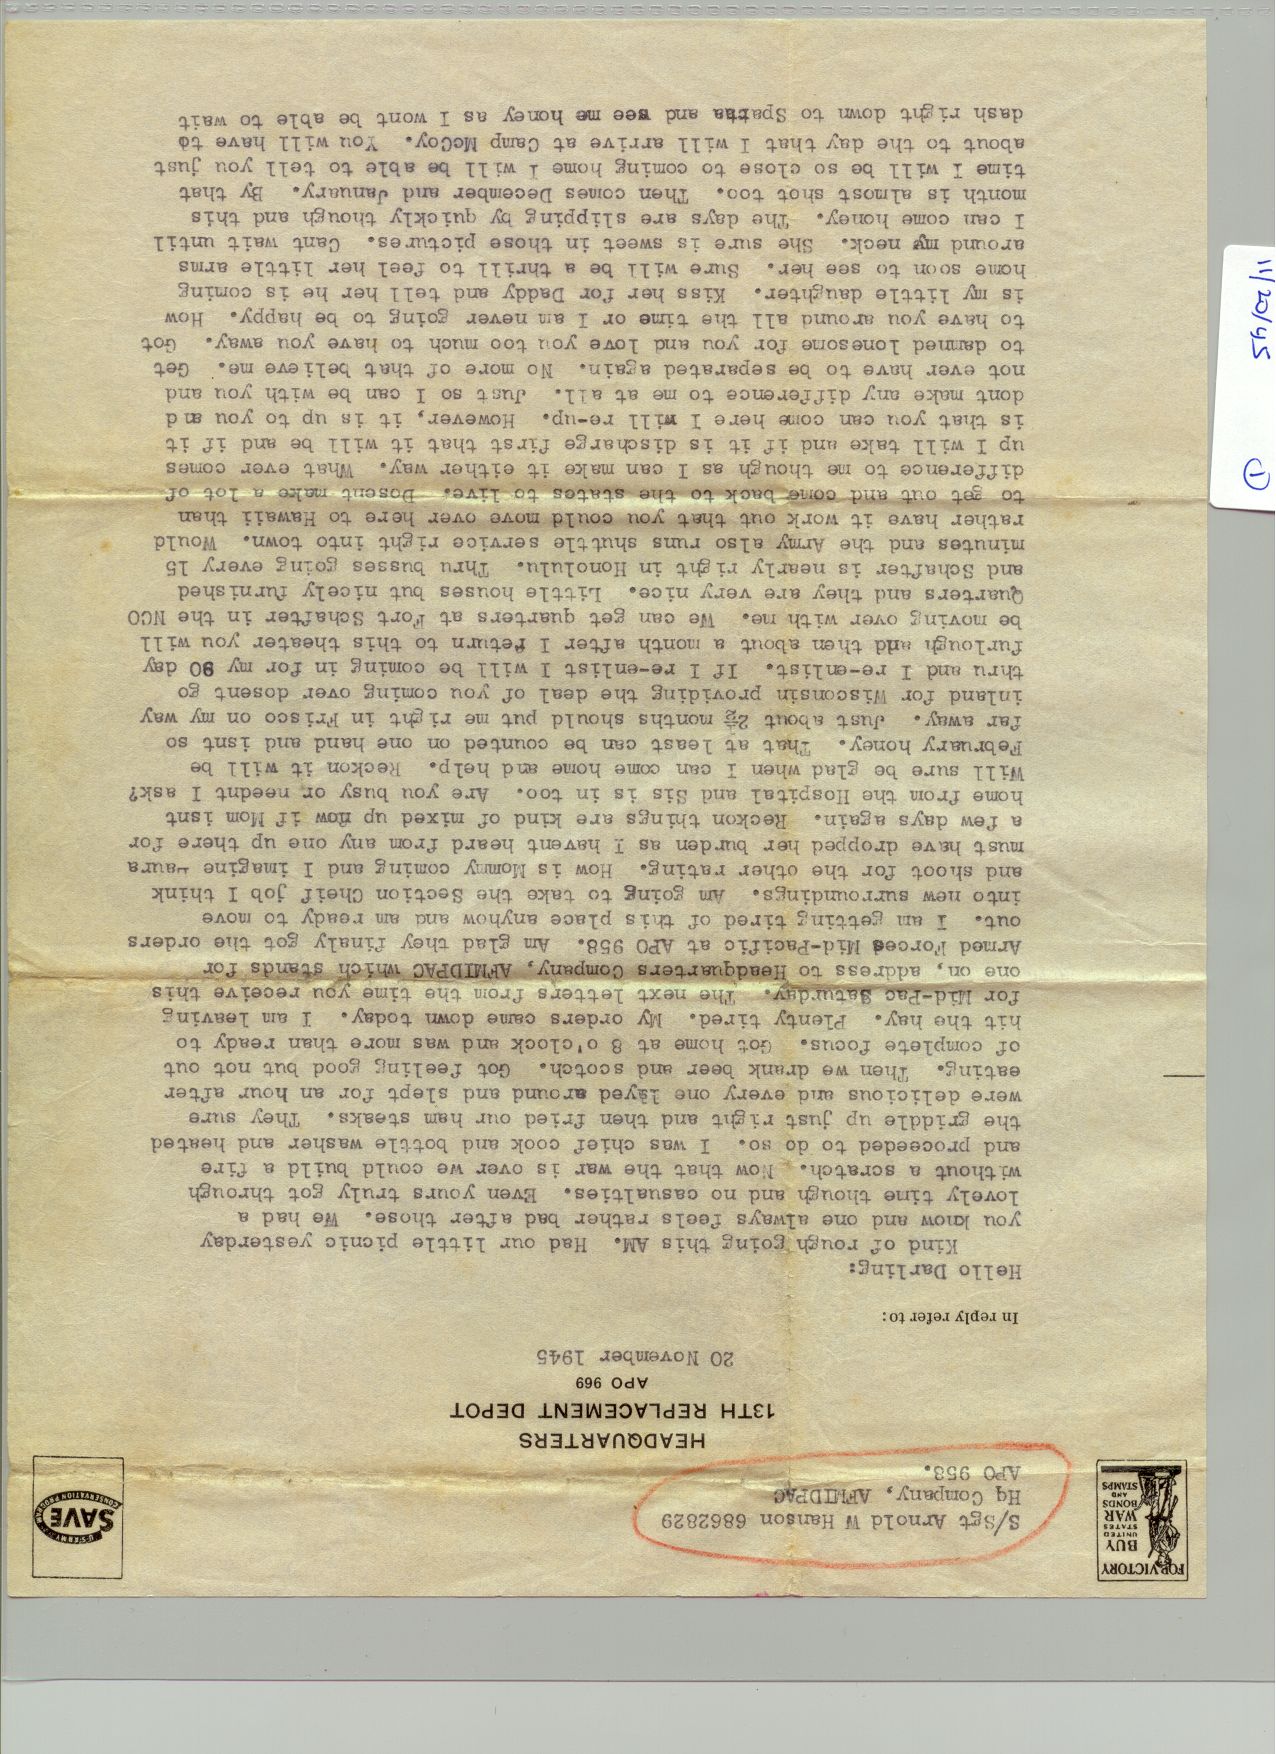 FOR VICTORY
BUY
UNITED
STATES
WAR
BONDS
AND
STAMPS
S/Sgt Arnold W Hanson 6862829
Hq Company, AFMIDPAC
APO 958.
U.S. ARMY
SAVE
CONSERVATION PROGRAM
HEADQUARTERS
13TH REPLACEMENT DEPOT
APO 969
20 November 1945
In reply refer to:
Hello Darling:
Kind of rough going this AM. Had our little picnic yesterday
you know and one always feels rather bad after those. We had a
lovely time though and no casualties. Even yours truly got through
without a scratch. Now that the war is over we could build a fire
and proceeded to do so. I was chief cook and bottle washer and heated
the griddle up just right and then fried our ham steaks. They sure
were delicious and every one layed around and slept for an hour after
eating. Then we drank beer and scotch. Got feeling good but not out
of complete focus. Got home at 8 o'clock and was more than ready to
hit the hay. Plenty tired. My orders came down today. I am leaving
for Mid-Pac Saturday. The next letters from the time you receive this
one on, address to Headquarters Company, AFMIDPAC which stands for
Armed Forces Mid-Pacific at APO 958. Am glad they finaly got the orders
out. I am getting tired of this place anyhow and am ready to move
into new surroundings. Am going to take the Section Cheif job I think
and shoot for the other rating. How is Mommy coming and I imagine Laura
must have dropped her burden as I havent heard from any one up there for
a few days again. Reckon things are kind of mixed up now if Mom isnt
home from the Hospital and Sis is in too. Are you busy or neednt I ask?
Will sure be glad when I can come home and help. Reckon it will be
February honey. That at least can be counted on one hand and isnt so
far away. Just about 2½ months should put me right in Frisco on my way
inland for Wisconsin providing the deal of you coming over dosent go
thru and I re-enlist. If I re-enlist I will be coming in for my 90 day
furlough and then about a month after I return to this theater you will
be moving over with me. We can get quarters at Fort Schafter in the NCO
Quarters and they are very nice. Little houses but nicely furnished
and Schafter is nearly right in Honolulu. Thru busses going every 15
minutes and the Army also runs shuttle service right into town. Would
rather have it work out that you could move over here to Hawaii than
to get out and come back to the states to live. Dosent make a lot of
difference to me though as I can make it either way. What ever comes
up I will take and if it is discharge first that it will be and if it
is that you can come here I will re-up. However, it is up to you and
dont make any difference to me at all. Just so I can be with you and
not ever have to be separated again. No more of that believe me. Get
to damned lonesome for you and love you too much to have you away. Got
to have you around all the time or I am never going to be happy. How
is my little daughter. Kiss her for Daddy and tell her he is coming
home soon to see her. Sure will be a thrill to feel her little arms
around my neck. She sure is sweet in those pictures. Cant wait until
I can come honey. The days are slipping by quickly though and this
month is almost shot too. Then comes December and January. By that
time I will be so close to coming home I will be able to tell you just
about to the day that I will arrive at Camp McCoy. You will have to
dash right down to Sparta and see me honey as I wont be able to wait
11/20/45
1